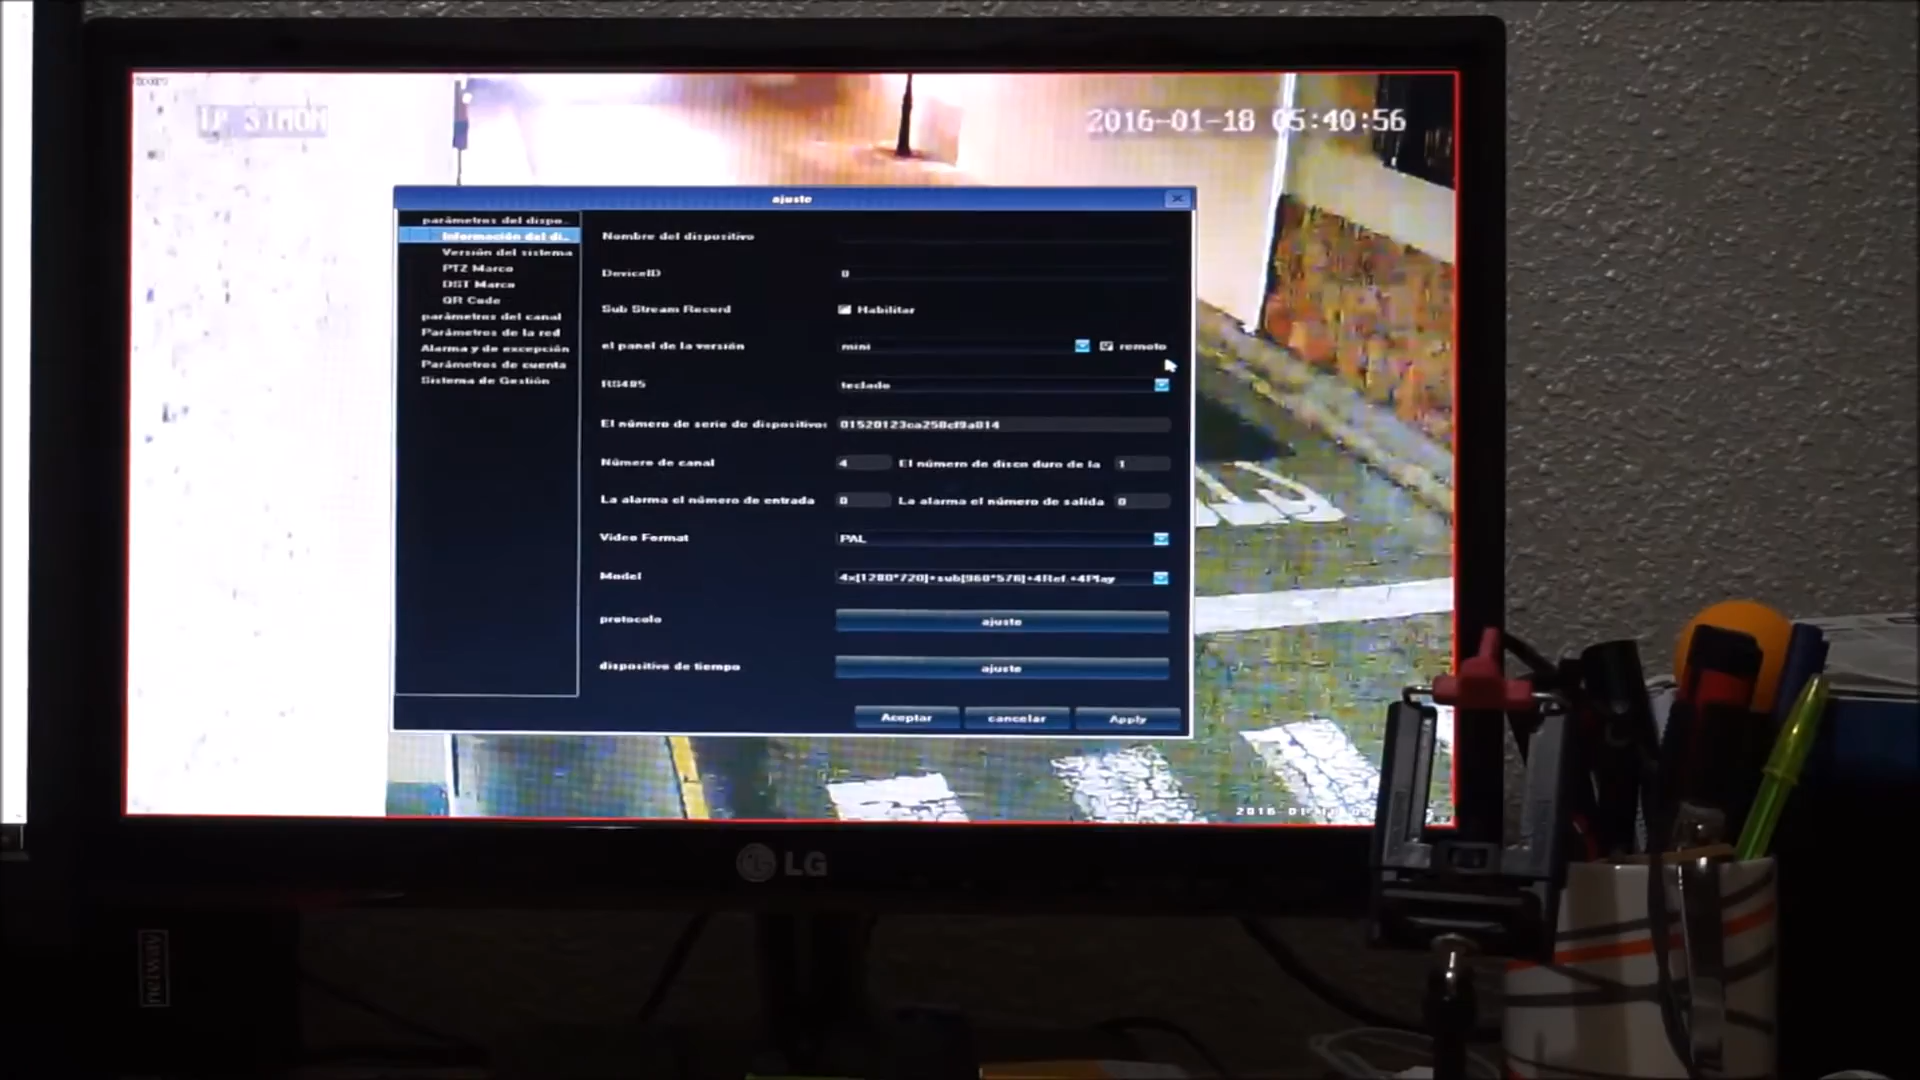 IP SIMON
2016-01-18 05:40:56
ajuste
parámetros del dispo...
Información del di...
Versión del sistema
PTZ Marco
DST Marco
QR Code
parámetros del canal
Parámetros de la red
Alarma y de excepción
Parámetros de cuenta
Sistema de Gestión
Nombre del dispositivo
DeviceID 0
Sub Stream Record Habilitar
el panel de la versión mini remoto
RS485 teclado
El número de serie de dispositivos
Número de canal 4 El número de disco duro de la 1
La alarma el número de entrada 0 La alarma el número de salida 0
Video Format PAL
Model 4x[1280*720]+sub[960*576]+4Ref.+4Play
protocolo ajuste
dispositivo de tiempo ajuste
Aceptar cancelar Apply
LG
netway